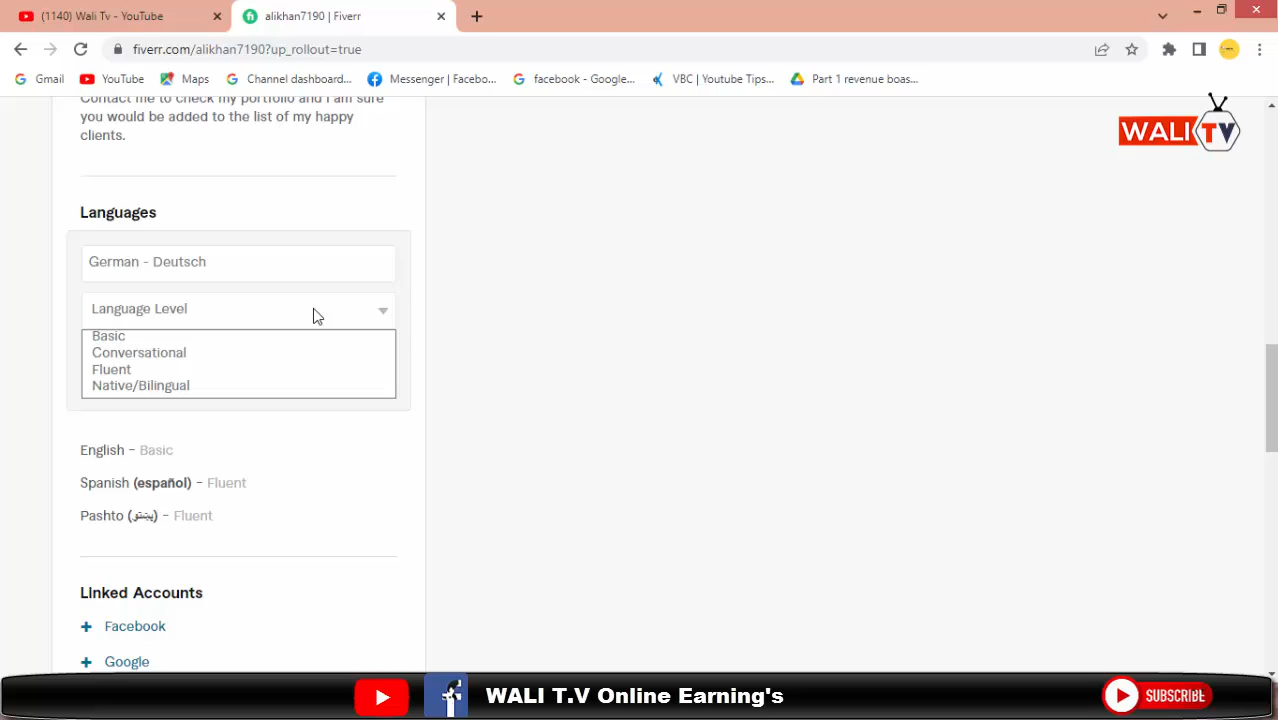 (1140) Wali Tv - YouTube
alikhan7190 | Fiverr
fiverr.com/alikhan7190?up_rollout=true
Gmail
YouTube
Maps
Channel dashboard...
Messenger | Facebo...
facebook - Google...
VBC | Youtube Tips...
Part 1 revenue boas...
WALI TV
Contact me to check my portfolio and I am sure
you would be added to the list of my happy
clients.
Languages
German - Deutsch
Language Level
Basic
Conversational
Fluent
Native/Bilingual
English - Basic
Spanish (español) - Fluent
Pashto (پښتو) - Fluent
Linked Accounts
+ Facebook
+ Google
WALI T.V Online Earning's
SUBSCRIBE